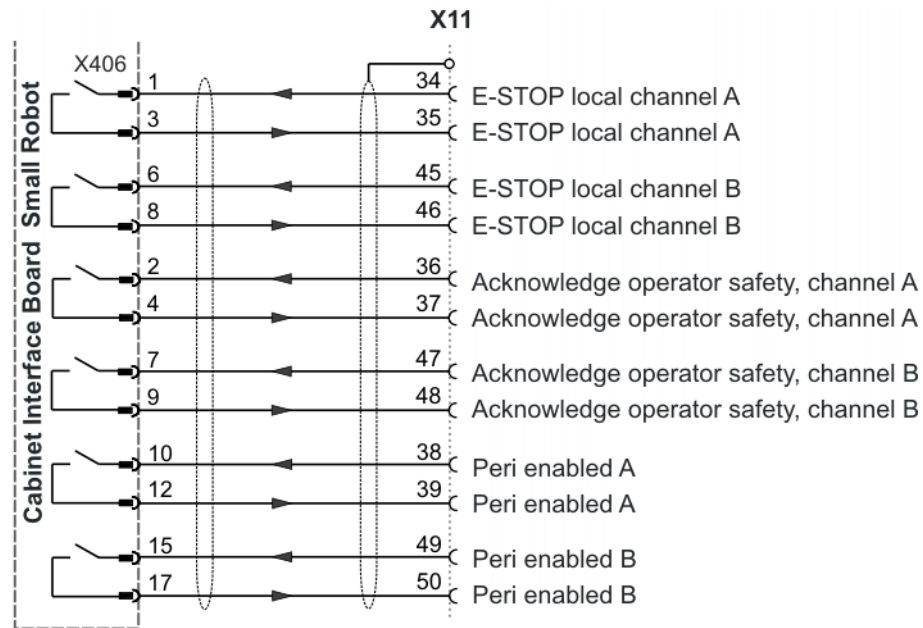 X11
X406
Cabinet Interface Board Small Robot
1 34 E-STOP local channel A
3 35 E-STOP local channel A
6 45 E-STOP local channel B
8 46 E-STOP local channel B
2 36 Acknowledge operator safety, channel A
4 37 Acknowledge operator safety, channel A
7 47 Acknowledge operator safety, channel B
9 48 Acknowledge operator safety, channel B
10 38 Peri enabled A
12 39 Peri enabled A
15 49 Peri enabled B
17 50 Peri enabled B